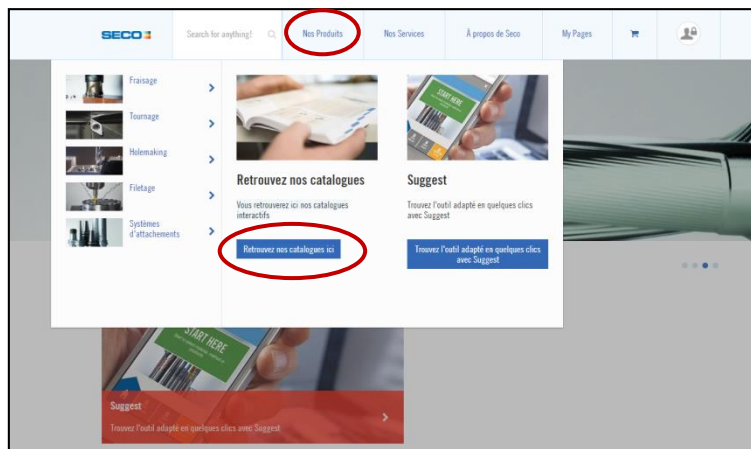 SECO
Search for anything!
Nos Produits
Nos Services
À propos de Seco
My Pages
Fraisage
Tournage
Holemaking
Filetage
Systèmes
d'attachements
Retrouvez nos catalogues
Vous retrouverez ici nos catalogues
interactifs
Retrouvez nos catalogues ici
START HERE
Suggest
Trouvez l'outil adapté en quelques clics
avec Suggest
Trouvez l'outil adapté en quelques clics
avec Suggest
START HERE
Suggest
Trouvez l'outil adapté en quelques clics avec Suggest